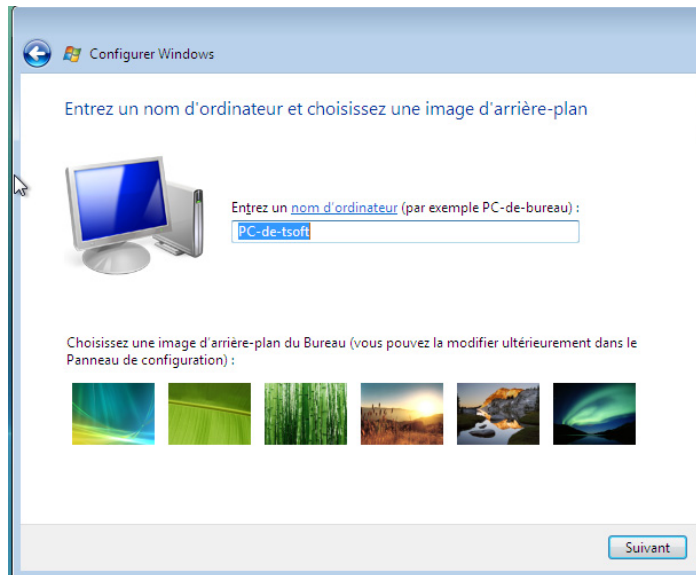 Configurer Windows
Entrez un nom d'ordinateur et choisissez une image d'arrière-plan
Entrez un nom d'ordinateur (par exemple PC-de-bureau) :
PC-de-tsoft
Choisissez une image d'arrière-plan du Bureau (vous pouvez la modifier ultérieurement dans le
Panneau de configuration) :
Suivant